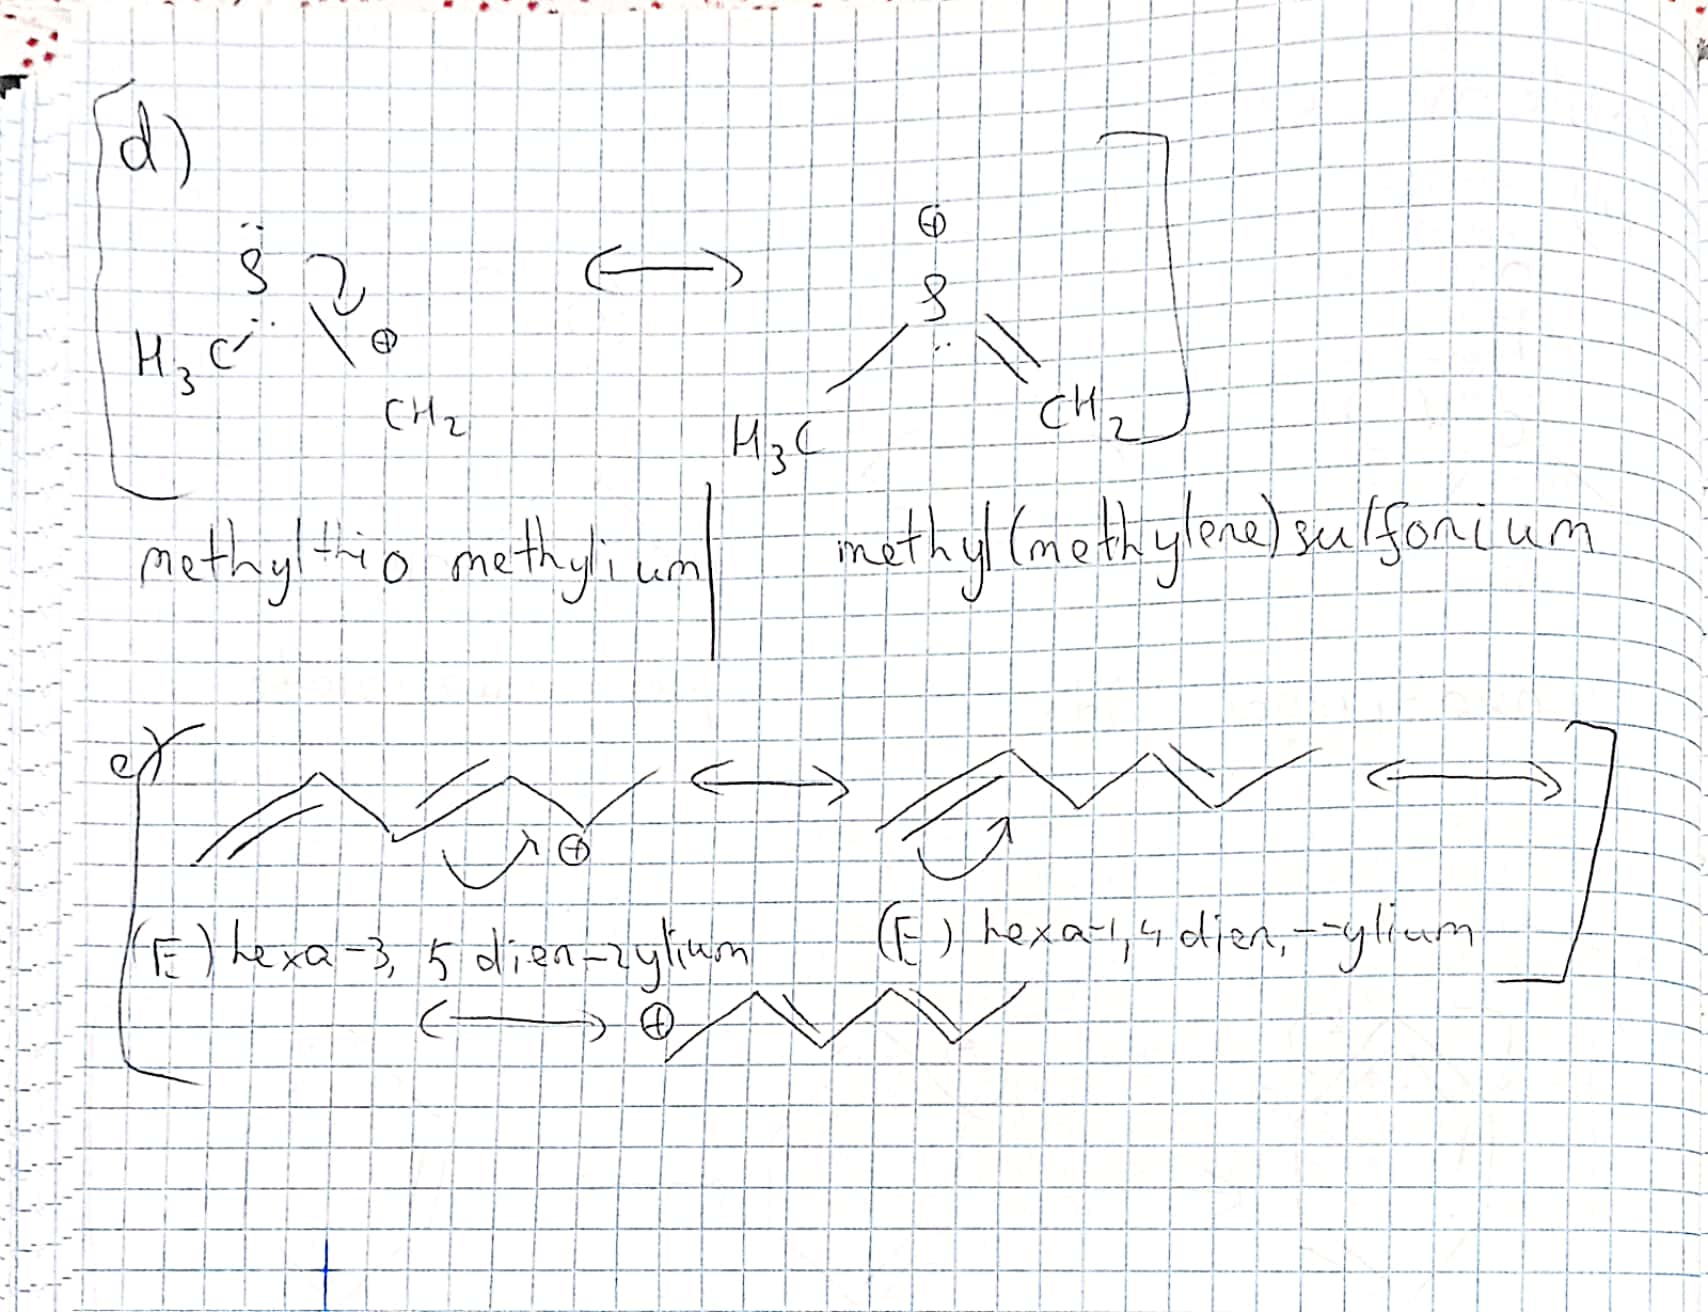 d)
S̈ ⊕
H3C ⊕ S
CH2 H3C CH2
methylthio methylium | methyl(methylene)sulfonium
e)
⊕
(E) hexa-3, 5 dien-2ylium (E) hexa-1,4 dien, --ylium
⊕